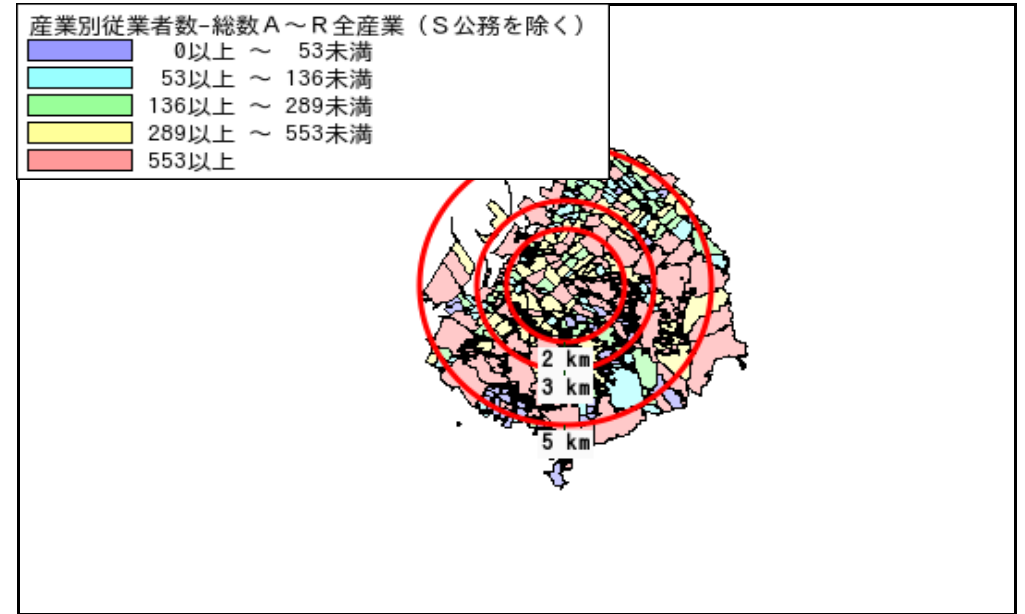 産業別従業者数-総数A～R全産業（S公務を除く）
0以上 ～ 53未満
53以上 ～ 136未満
136以上 ～ 289未満
289以上 ～ 553未満
553以上
2 km
3 km
5 km